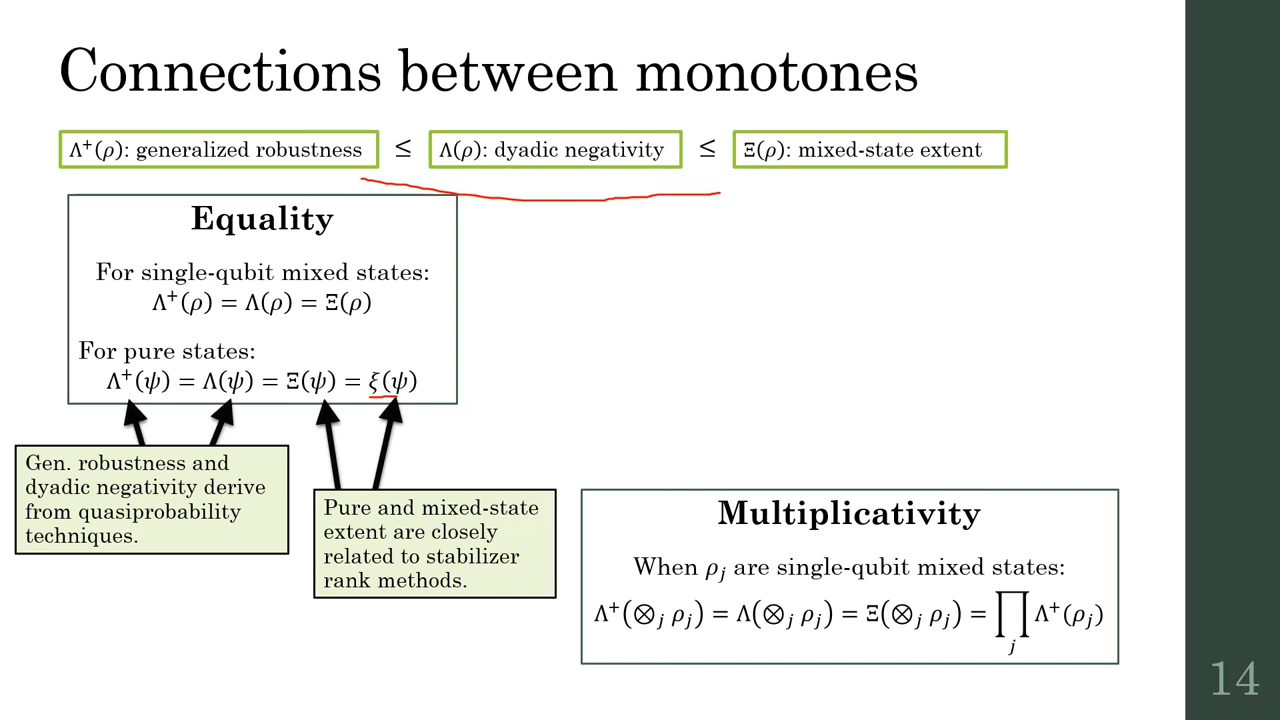 Connections between monotones
Λ⁺(ρ): generalized robustness ≤ Λ(ρ): dyadic negativity ≤ Ξ(ρ): mixed-state extent
Equality
For single-qubit mixed states:
Λ⁺(ρ) = Λ(ρ) = Ξ(ρ)
For pure states:
Λ⁺(ψ) = Λ(ψ) = Ξ(ψ) = ξ(ψ)
Gen. robustness and
dyadic negativity derive
from quasiprobability
techniques.
Pure and mixed-state
extent are closely
related to stabilizer
rank methods.
Multiplicativity
When ρⱼ are single-qubit mixed states:
Λ⁺(⊗ⱼ ρⱼ) = Λ(⊗ⱼ ρⱼ) = Ξ(⊗ⱼ ρⱼ) = ∏ⱼ Λ⁺(ρⱼ)
14